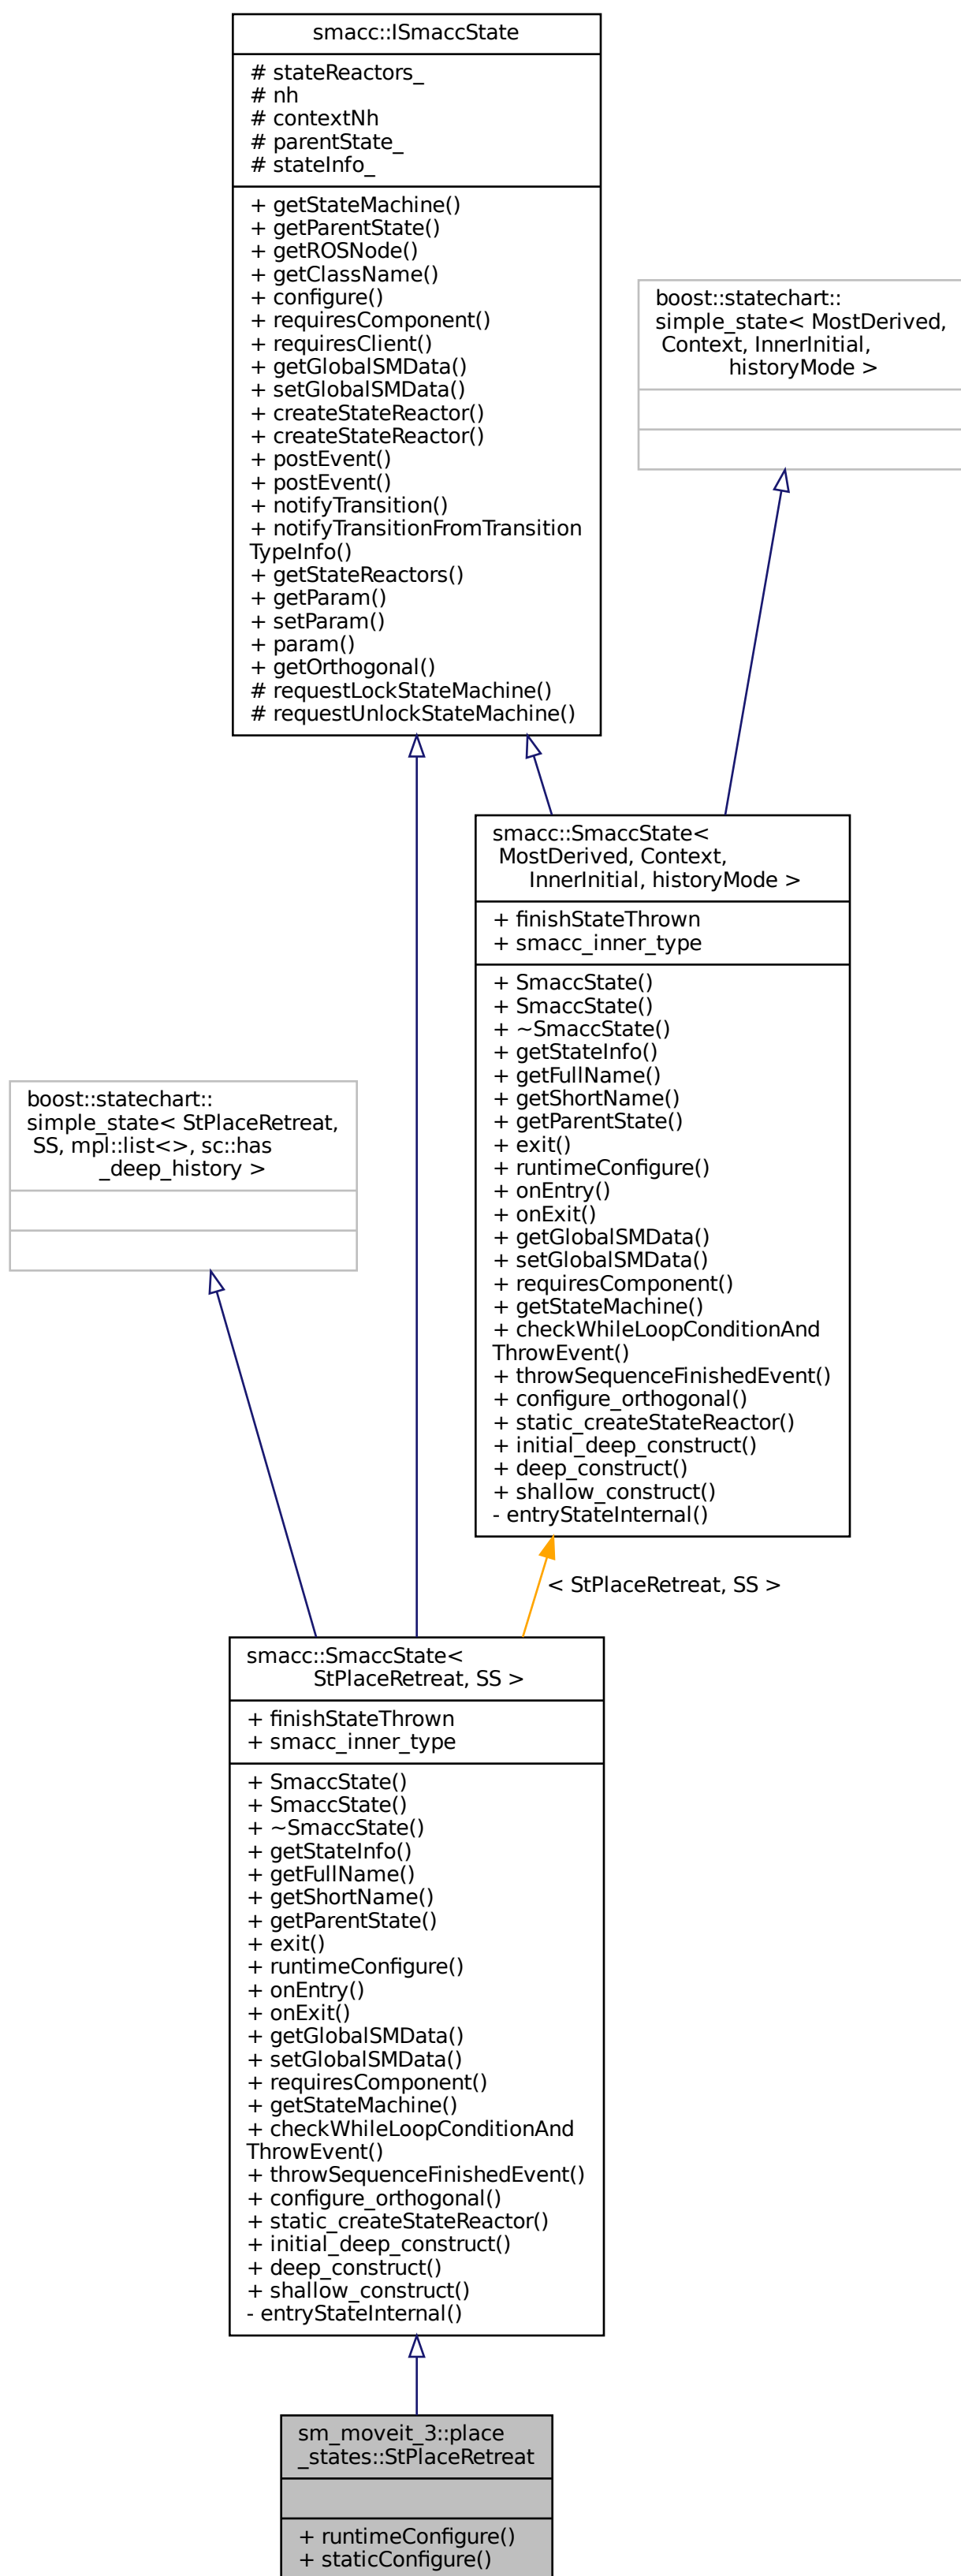 smacc::ISmaccState
# stateReactors_
# nh
# contextNh
# parentState_
# stateInfo_
+ getStateMachine()
+ getParentState()
+ getROSNode()
+ getClassName()
+ configure()
+ requiresComponent()
+ requiresClient()
+ getGlobalSMData()
+ setGlobalSMData()
+ createStateReactor()
+ createStateReactor()
+ postEvent()
+ postEvent()
+ notifyTransition()
+ notifyTransitionFromTransition
TypeInfo()
+ getStateReactors()
+ getParam()
+ setParam()
+ param()
+ getOrthogonal()
# requestLockStateMachine()
# requestUnlockStateMachine()
boost::statechart::
simple_state< MostDerived,
Context, InnerInitial,
historyMode >
smacc::SmaccState<
MostDerived, Context,
InnerInitial, historyMode >
+ finishStateThrown
+ smacc_inner_type
+ SmaccState()
+ SmaccState()
+ ~SmaccState()
+ getStateInfo()
+ getFullName()
+ getShortName()
+ getParentState()
+ exit()
+ runtimeConfigure()
+ onEntry()
+ onExit()
+ getGlobalSMData()
+ setGlobalSMData()
+ requiresComponent()
+ getStateMachine()
+ checkWhileLoopConditionAnd
ThrowEvent()
+ throwSequenceFinishedEvent()
+ configure_orthogonal()
+ static_createStateReactor()
+ initial_deep_construct()
+ deep_construct()
+ shallow_construct()
- entryStateInternal()
boost::statechart::
simple_state< StPlaceRetreat,
SS, mpl::list<>, sc::has
_deep_history >
< StPlaceRetreat, SS >
smacc::SmaccState<
StPlaceRetreat, SS >
+ finishStateThrown
+ smacc_inner_type
+ SmaccState()
+ SmaccState()
+ ~SmaccState()
+ getStateInfo()
+ getFullName()
+ getShortName()
+ getParentState()
+ exit()
+ runtimeConfigure()
+ onEntry()
+ onExit()
+ getGlobalSMData()
+ setGlobalSMData()
+ requiresComponent()
+ getStateMachine()
+ checkWhileLoopConditionAnd
ThrowEvent()
+ throwSequenceFinishedEvent()
+ configure_orthogonal()
+ static_createStateReactor()
+ initial_deep_construct()
+ deep_construct()
+ shallow_construct()
- entryStateInternal()
sm_moveit_3::place
_states::StPlaceRetreat
+ runtimeConfigure()
+ staticConfigure()